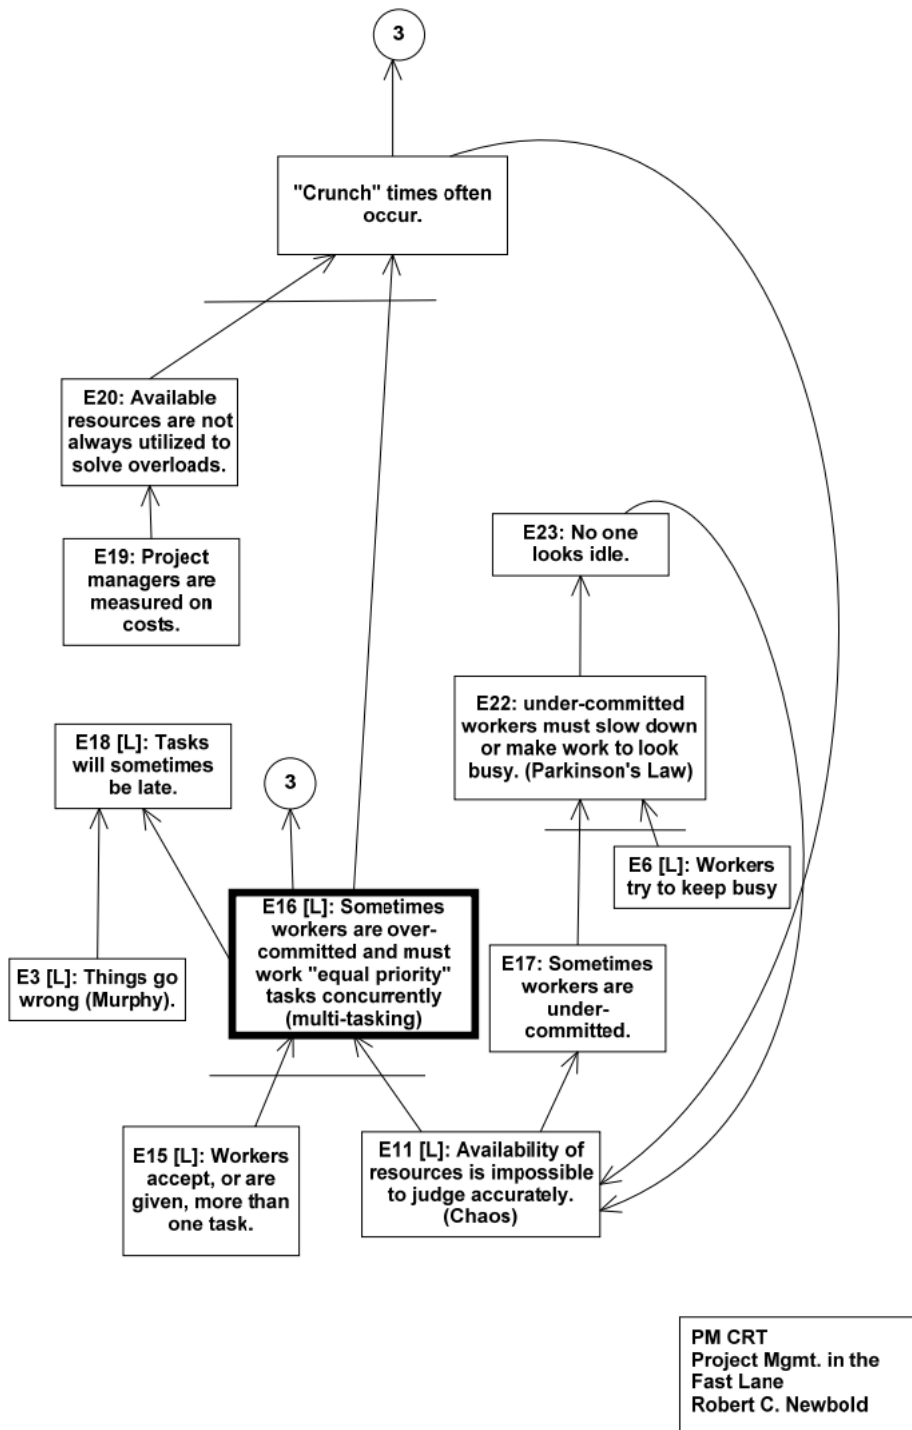 3
"Crunch" times often
occur.
E20: Available
resources are not
always utilized to
solve overloads.
E19: Project
managers are
measured on
costs.
E23: No one
looks idle.
E22: under-committed
workers must slow down
or make work to look
busy. (Parkinson's Law)
E18 [L]: Tasks
will sometimes
be late.
3
E6 [L]: Workers
try to keep busy
E16 [L]: Sometimes
workers are over-
committed and must
work "equal priority"
tasks concurrently
(multi-tasking)
E3 [L]: Things go
wrong (Murphy).
E17: Sometimes
workers are
under-
committed.
E15 [L]: Workers
accept, or are
given, more than
one task.
E11 [L]: Availability of
resources is impossible
to judge accurately.
(Chaos)
PM CRT
Project Mgmt. in the
Fast Lane
Robert C. Newbold